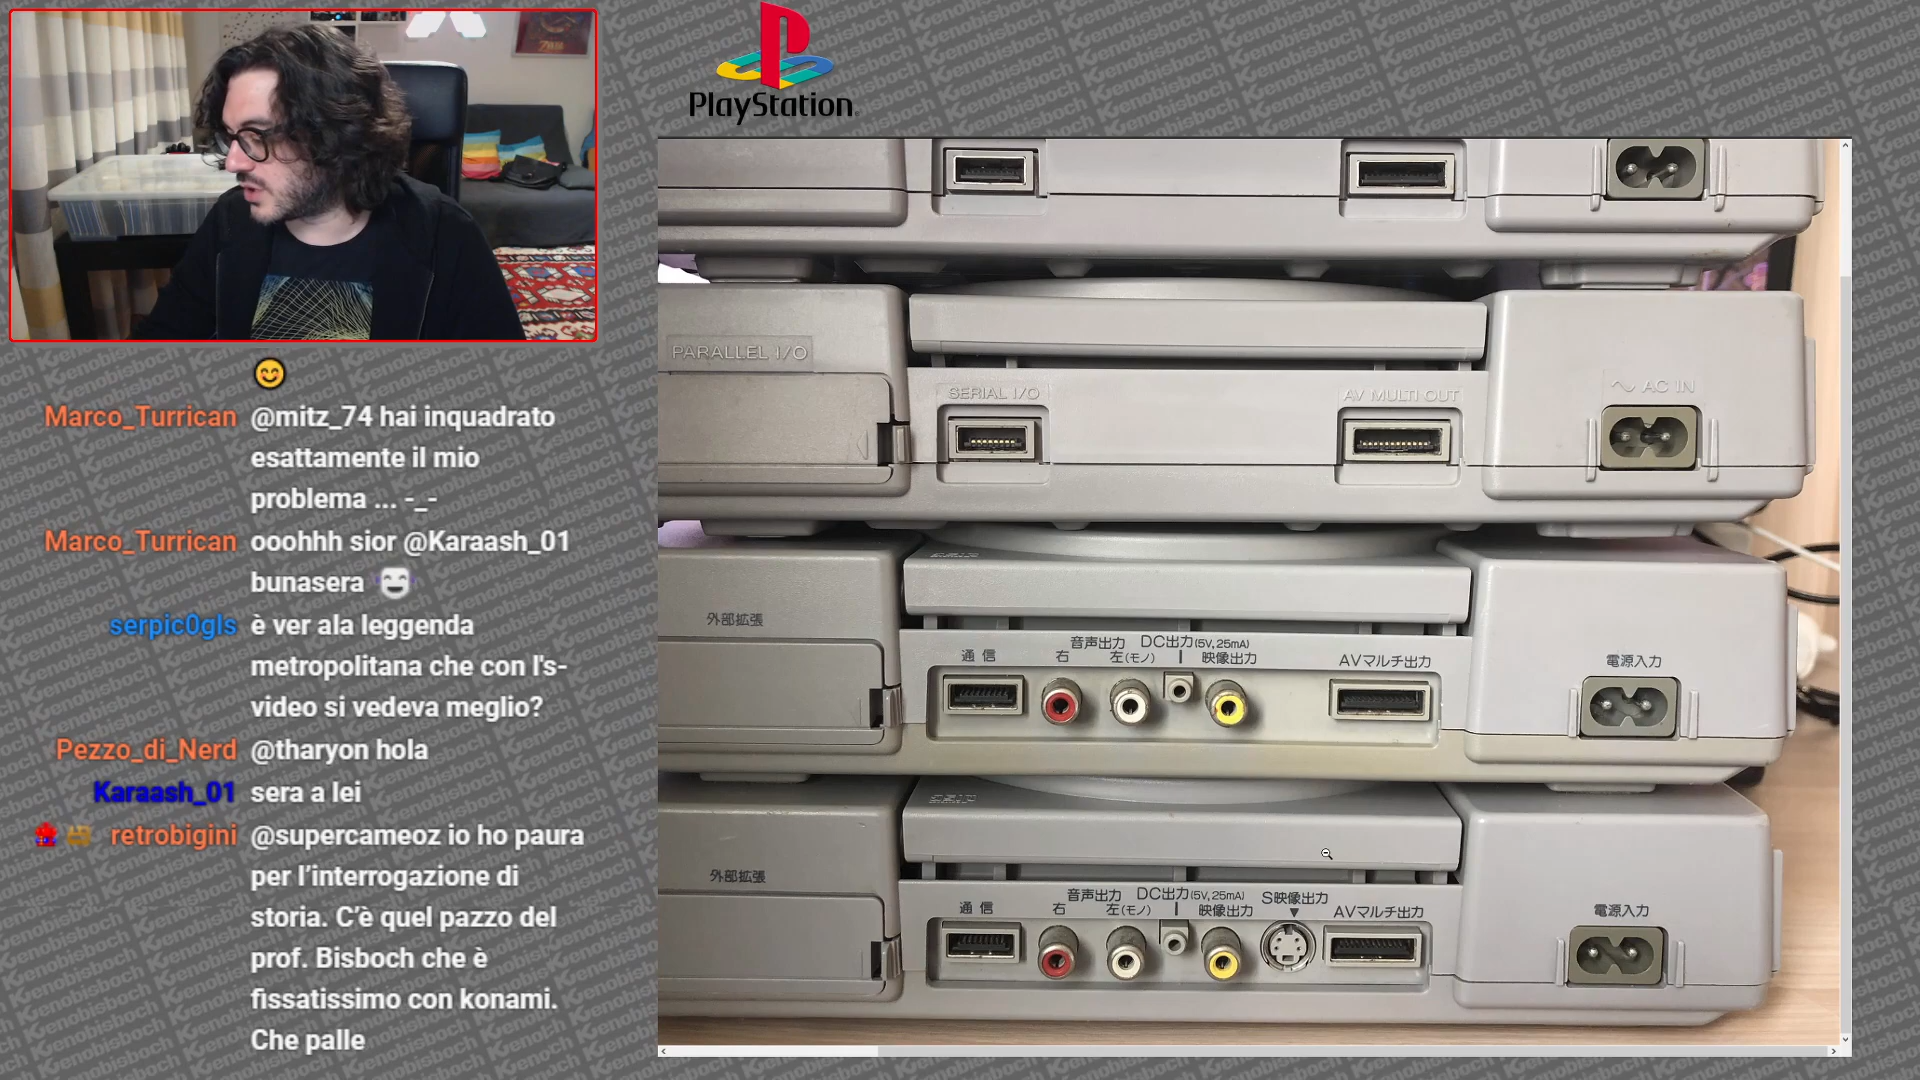 PlayStation
Marco_Turrican @mitz_74 hai inquadrato
esattamente il mio
problema ... -_-
Marco_Turrican ooohhh sior @Karaash_01
bunasera
serpic0gls è ver ala leggenda
metropolitana che con l's-
video si vedeva meglio?
Pezzo_di_Nerd @tharyon hola
Karaash_01 sera a lei
retrobigini @supercameoz io ho paura
per l’interrogazione di
storia. C’è quel pazzo del
prof. Bisboch che è
fissatissimo con konami.
Che palle
PARALLEL I/O
SERIAL I/O
AV MULTI OUT
AC IN
外部拡張
通信
音声出力
右
左(モノ)
DC出力(5V, 25mA)
映像出力
AVマルチ出力
電源入力
外部拡張
通信
音声出力
右
左(モノ)
DC出力(5V, 25mA)
映像出力
S映像出力
AVマルチ出力
電源入力
Kenobisboch